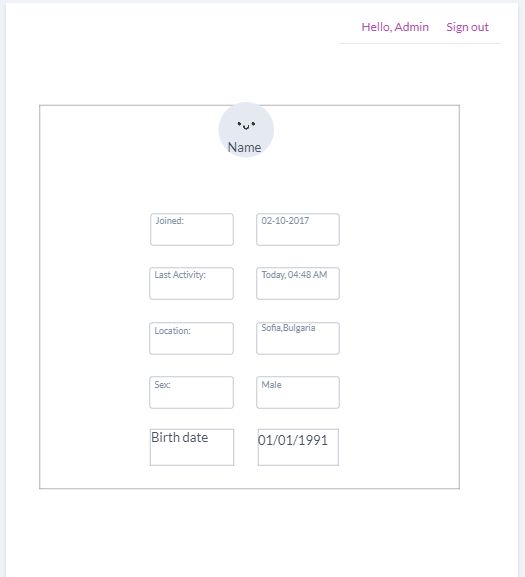 Hello, Admin Sign out
Name
Joined: 02-10-2017
Last Activity: Today, 04:48 AM
Location: Sofia,Bulgaria
Sex: Male
Birth date 01/01/1991